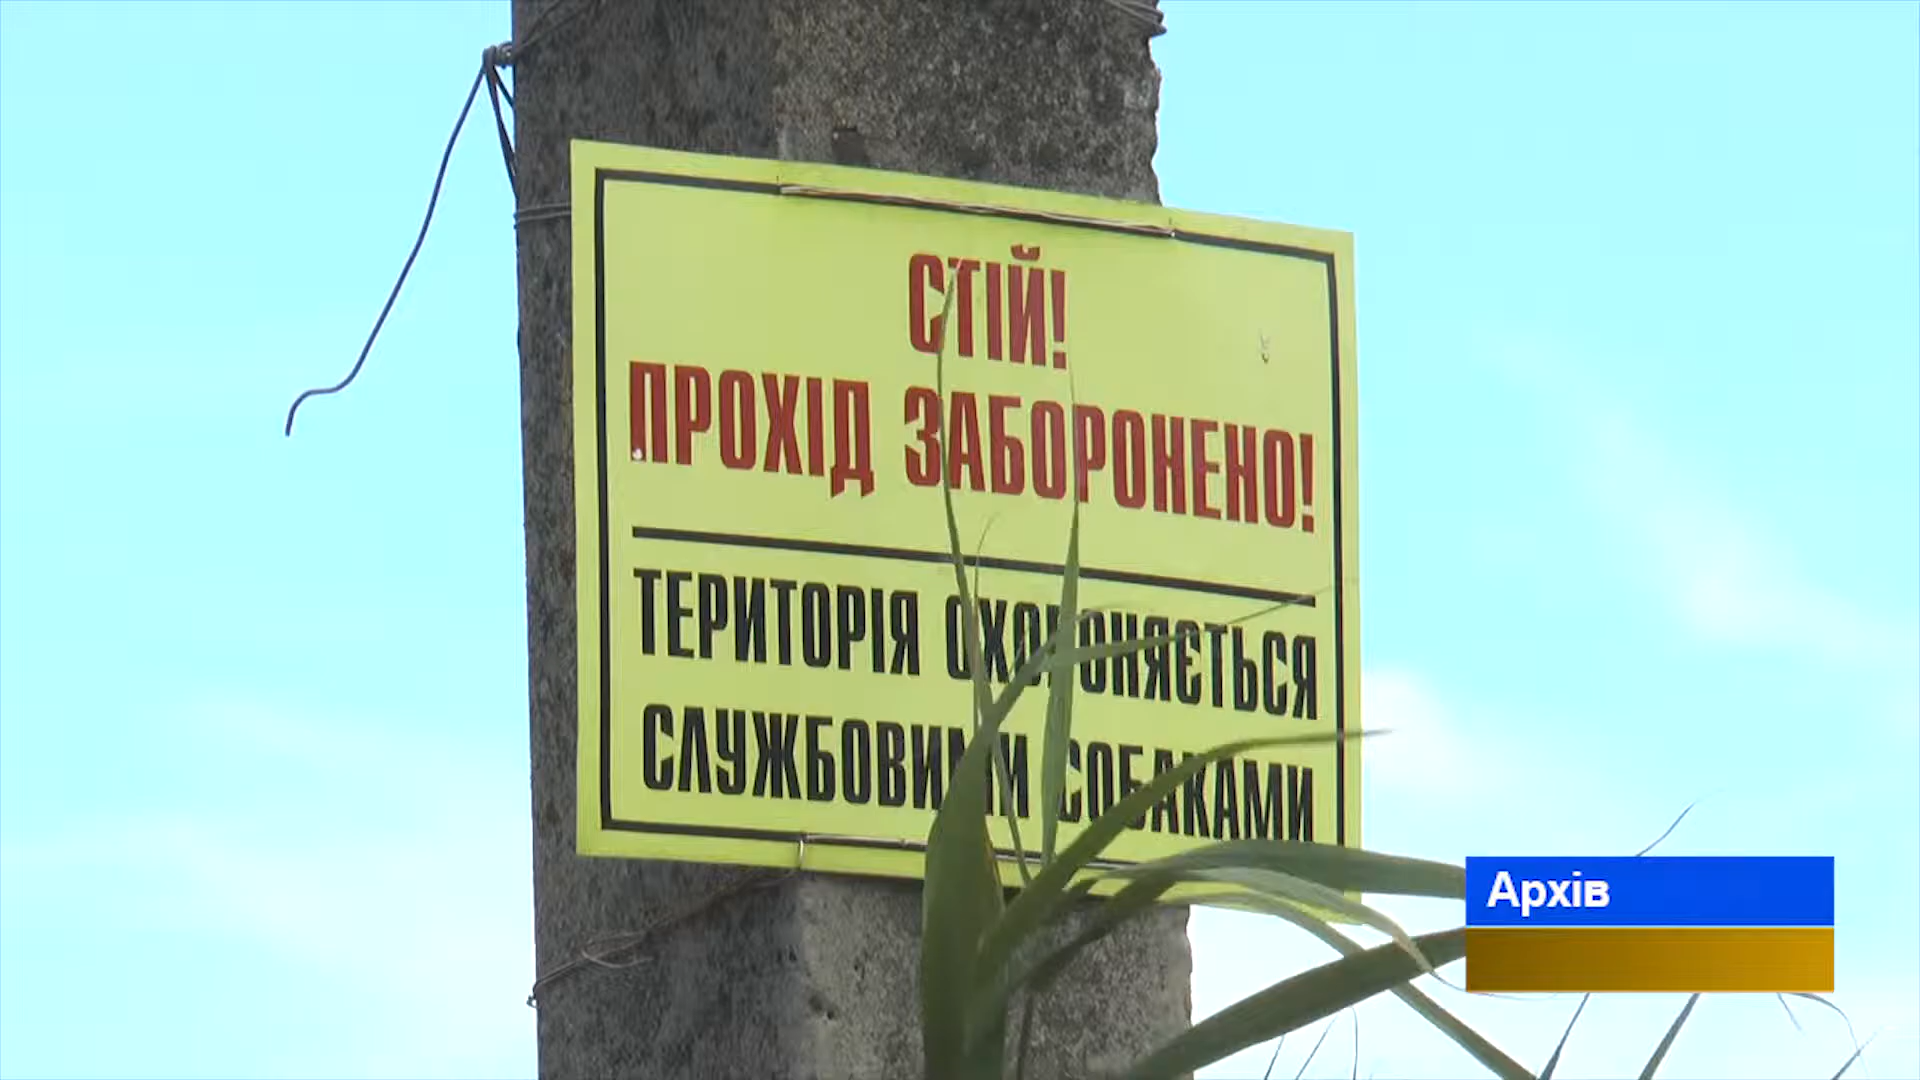 СТІЙ!
ПРОХІД ЗАБОРОНЕНО!
ТЕРИТОРІЯ ОХОРОНЯЄТЬСЯ
СЛУЖБОВИМИ СОБАКАМИ
Архів